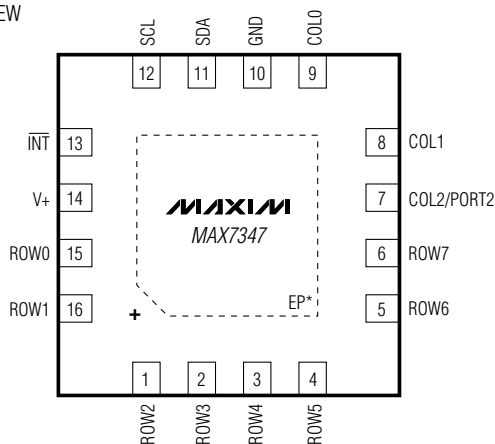 EW
SCL
SDA
GND
COL0
12
11
10
9
INT
13
8
COL1
V+
14
MAXIM
MAX7347
7
COL2/PORT2
ROW0
15
6
ROW7
ROW1
16
+
EP*
5
ROW6
1
2
3
4
ROW2
ROW3
ROW4
ROW5